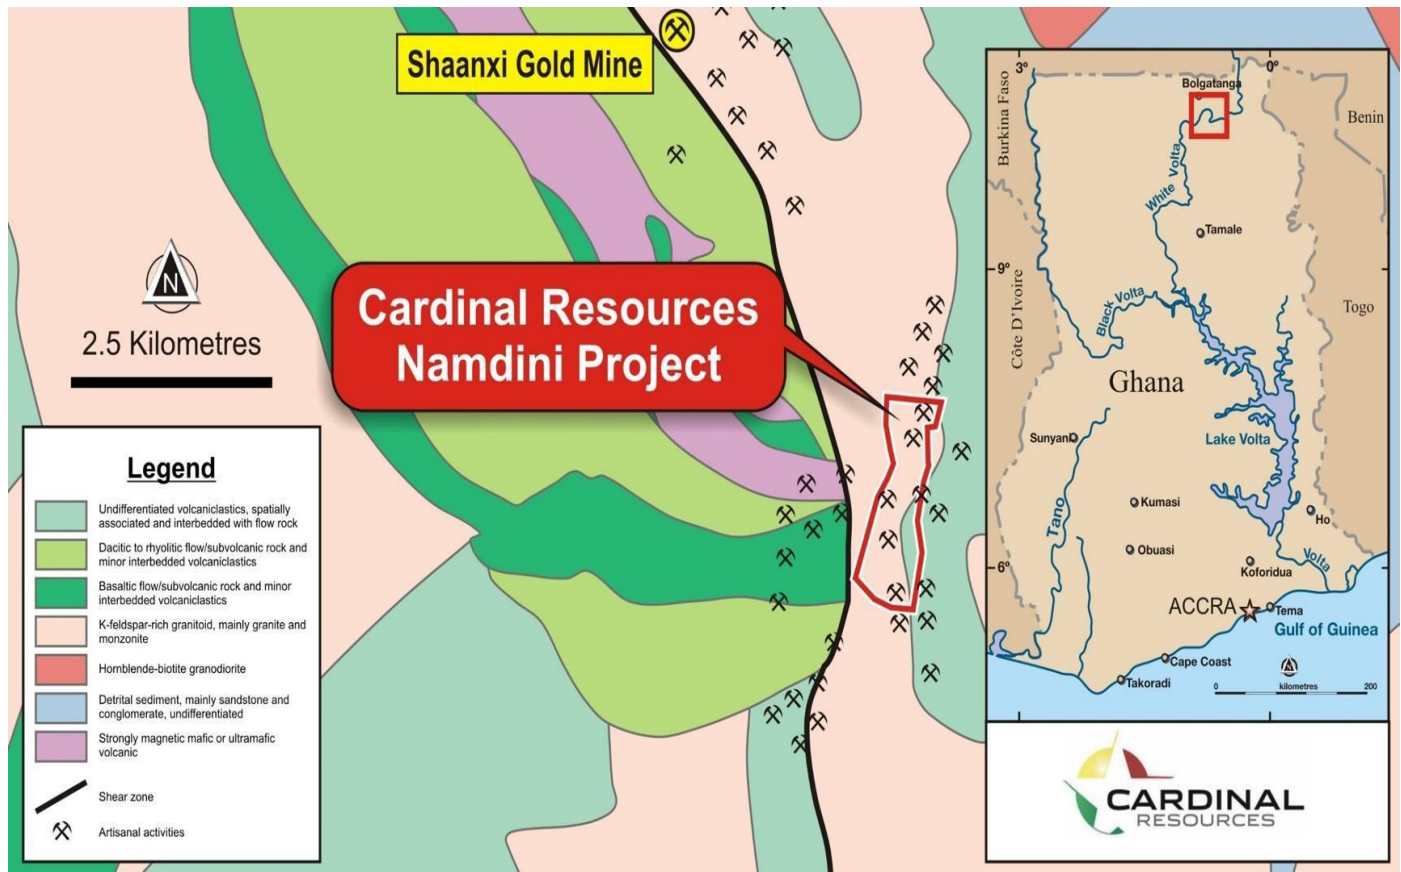 Shaanxi Gold Mine
N
2.5 Kilometres
Cardinal Resources
Namdini Project
Legend
Undifferentiated volcaniclastics, spatially
associated and interbedded with flow rock
Dacitic to rhyolitic flow/subvolcanic rock and
minor interbedded volcaniclastics
Basaltic flow/subvolcanic rock and minor
interbedded volcaniclastics
K-feldspar-rich granitoid, mainly granite and
monzonite
Hornblende-biotite granodiorite
Detrital sediment, mainly sandstone and
conglomerate, undifferentiated
Strongly magnetic mafic or ultramafic
volcanic
Shear zone
Artisanal activities
3°
0°
Burkina Faso
Bolgatanga
Benin
White Volta
Tamale
9°
Côte D'Ivoire
Black Volta
Togo
Ghana
Sunyani
Lake Volta
Tano
Kumasi
Ho
Obuasi
Volta
6°
Koforidua
ACCRA
Tema
Gulf of Guinea
Cape Coast
Takoradi
N
0 kilometres 200
CARDINAL
RESOURCES